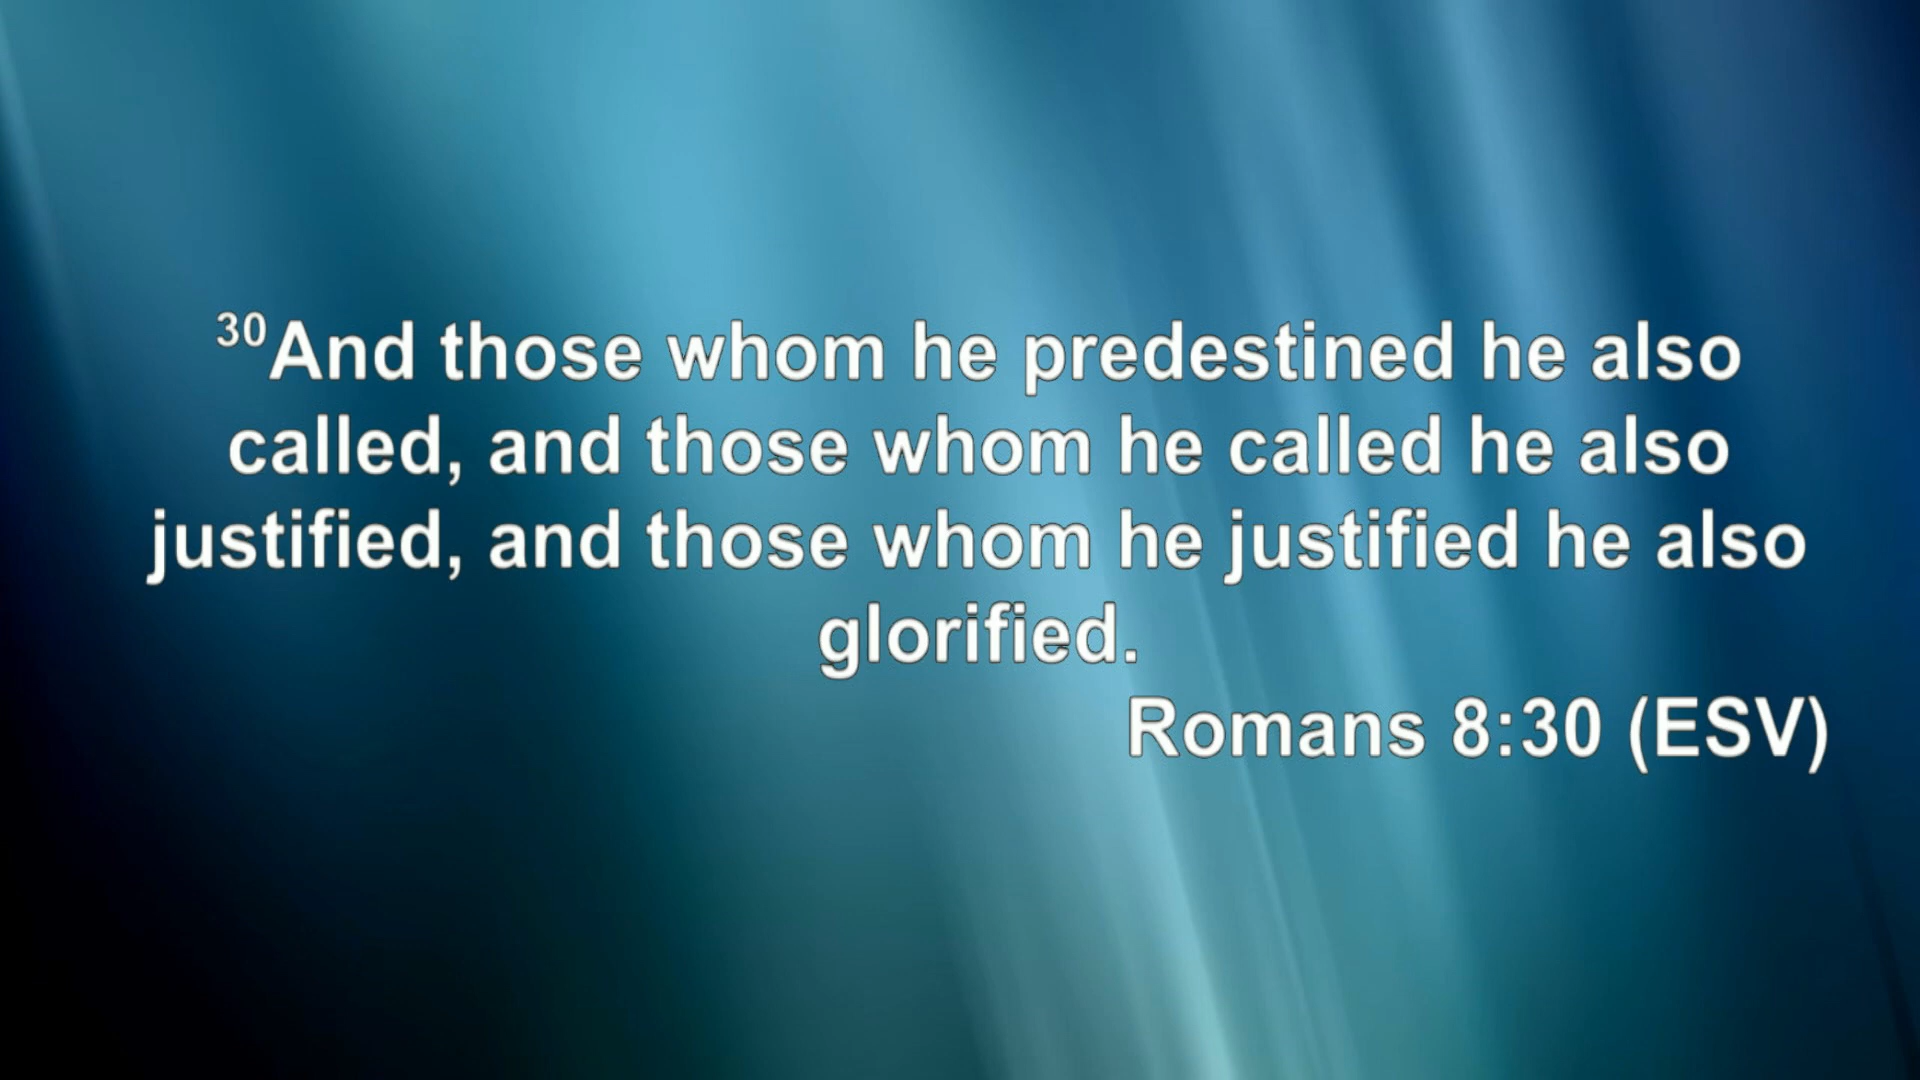 30And those whom he predestined he also
called, and those whom he called he also
justified, and those whom he justified he also
glorified.
Romans 8:30 (ESV)